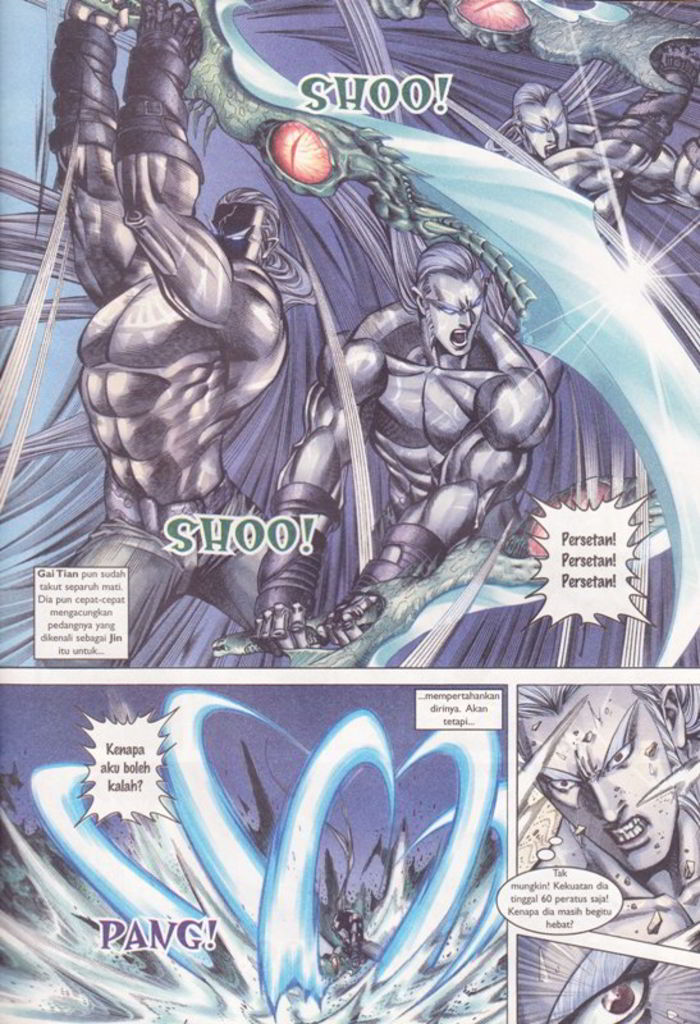 SHOO!
SHOO!
Persetan!
Persetan!
Persetan!
Gai Tian pun sudah
takut separuh mati.
Dia pun cepat-cepat
mengacungkan
pedangnya yang
dikenali sebagai Jin
itu untuk...
...mempertahankan
dirinya. Akan
tetapi...
Kenapa
aku boleh
kalah?
PANG!
Tak
mungkin! Kekuatan dia
tinggal 60 peratus saja!
Kenapa dia masih begitu
hebat?